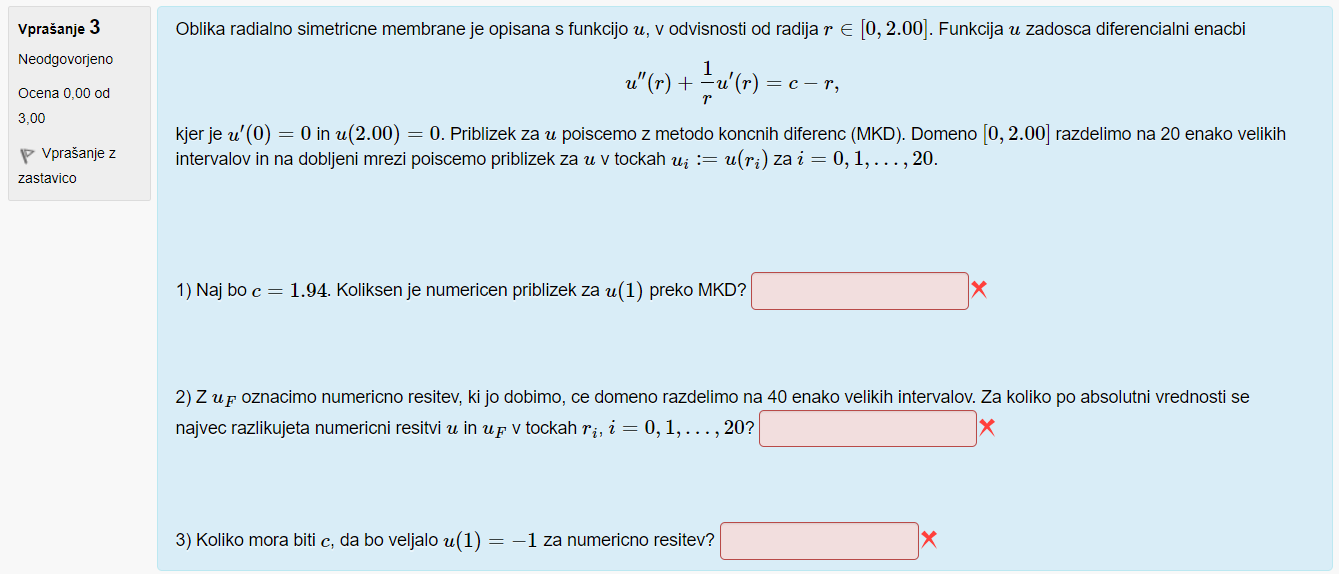 Vprašanje 3
Neodgovorjeno
Ocena 0,00 od
3,00
Vprašanje z
zastavico
Oblika radialno simetricne membrane je opisana s funkcijo u, v odvisnosti od radija r ∈ [0, 2.00]. Funkcija u zadosca diferencialni enacbi
u''(r) + 1/r u'(r) = c − r,
kjer je u'(0) = 0 in u(2.00) = 0. Priblizek za u poiscemo z metodo koncnih diferenc (MKD). Domeno [0, 2.00] razdelimo na 20 enako velikih
intervalov in na dobljeni mrezi poiscemo priblizek za u v tockah u_i := u(r_i) za i = 0, 1, . . . , 20.
1) Naj bo c = 1.94. Koliksen je numericen priblizek za u(1) preko MKD?
2) Z u_F oznacimo numericno resitev, ki jo dobimo, ce domeno razdelimo na 40 enako velikih intervalov. Za koliko po absolutni vrednosti se
najvec razlikujeta numericni resitvi u in u_F v tockah r_i, i = 0, 1, . . . , 20?
3) Koliko mora biti c, da bo veljalo u(1) = −1 za numericno resitev?